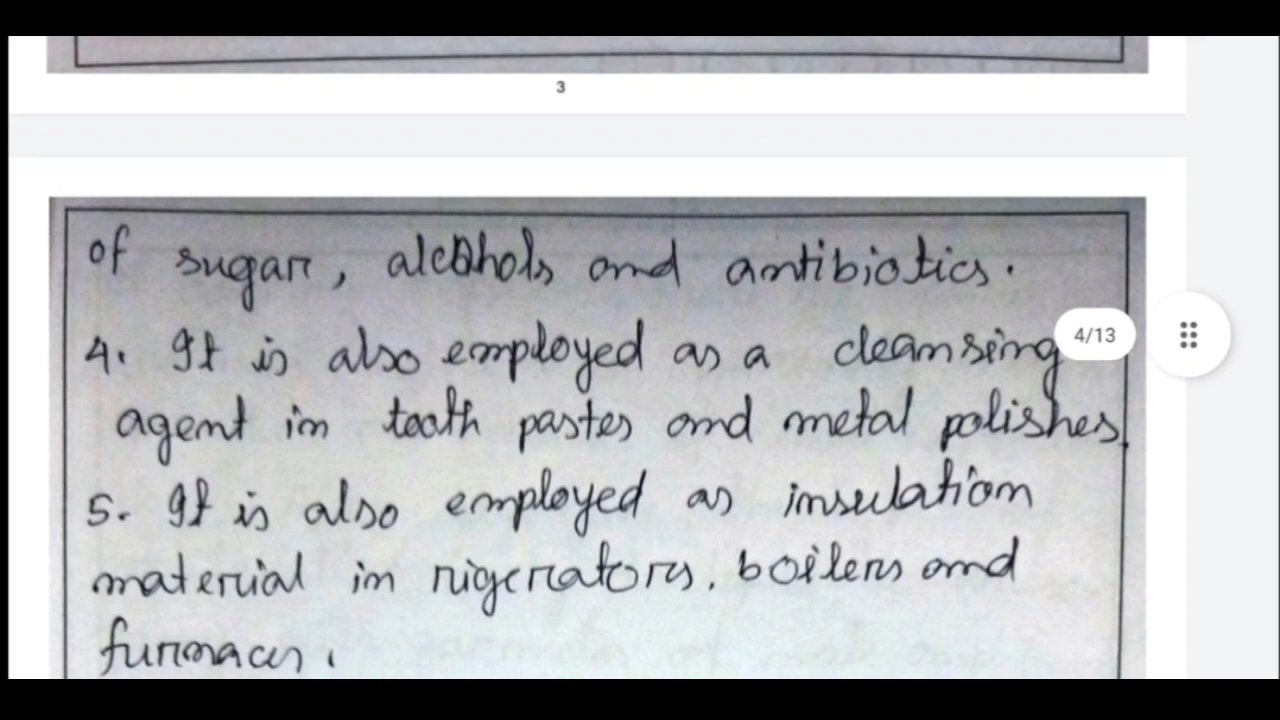 3
of sugar, alcohols and antibiotics.
4. It is also employed as a cleansing
4/13
agent in tooth pastes and metal polishes.
5. It is also employed as insulation
material in rigerators, boilers and
furnaces.